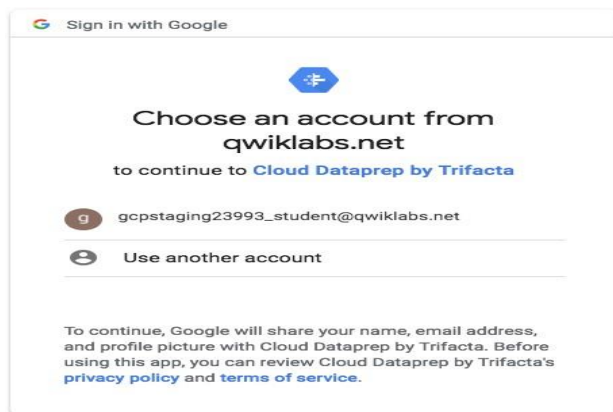 G Sign in with Google
Choose an account from
qwiklabs.net
to continue to Cloud Dataprep by Trifacta
g gcpstaging23993_student@qwiklabs.net
Use another account
To continue, Google will share your name, email address,
and profile picture with Cloud Dataprep by Trifacta. Before
using this app, you can review Cloud Dataprep by Trifacta's
privacy policy and terms of service.